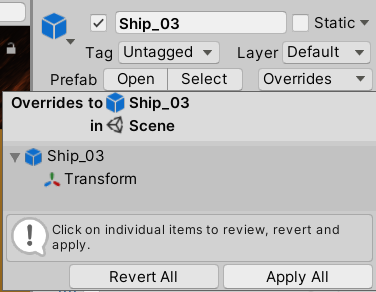 Ship_03
Static
Tag Untagged Layer Default
Prefab Open Select Overrides
Overrides to Ship_03
in Scene
Ship_03
Transform
Click on individual items to review, revert and
apply.
Revert All Apply All